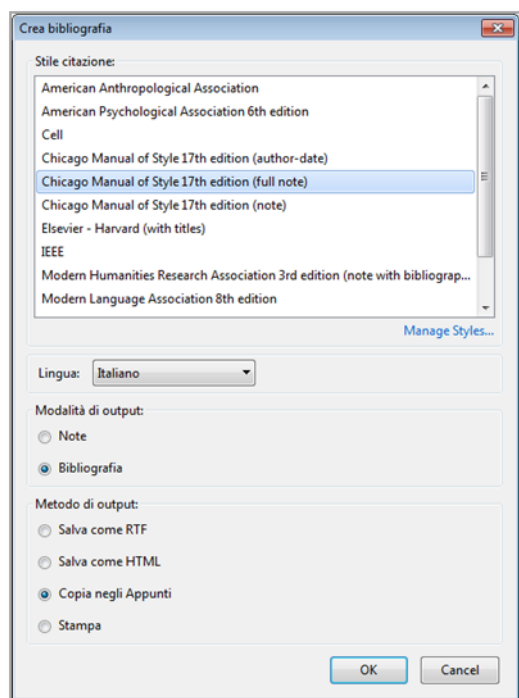 Crea bibliografia
Stile citazione:
American Anthropological Association
American Psychological Association 6th edition
Cell
Chicago Manual of Style 17th edition (author-date)
Chicago Manual of Style 17th edition (full note)
Chicago Manual of Style 17th edition (note)
Elsevier - Harvard (with titles)
IEEE
Modern Humanities Research Association 3rd edition (note with bibliograp...
Modern Language Association 8th edition
Manage Styles...
Lingua: Italiano
Modalità di output:
Note
Bibliografia
Metodo di output:
Salva come RTF
Salva come HTML
Copia negli Appunti
Stampa
OK Cancel